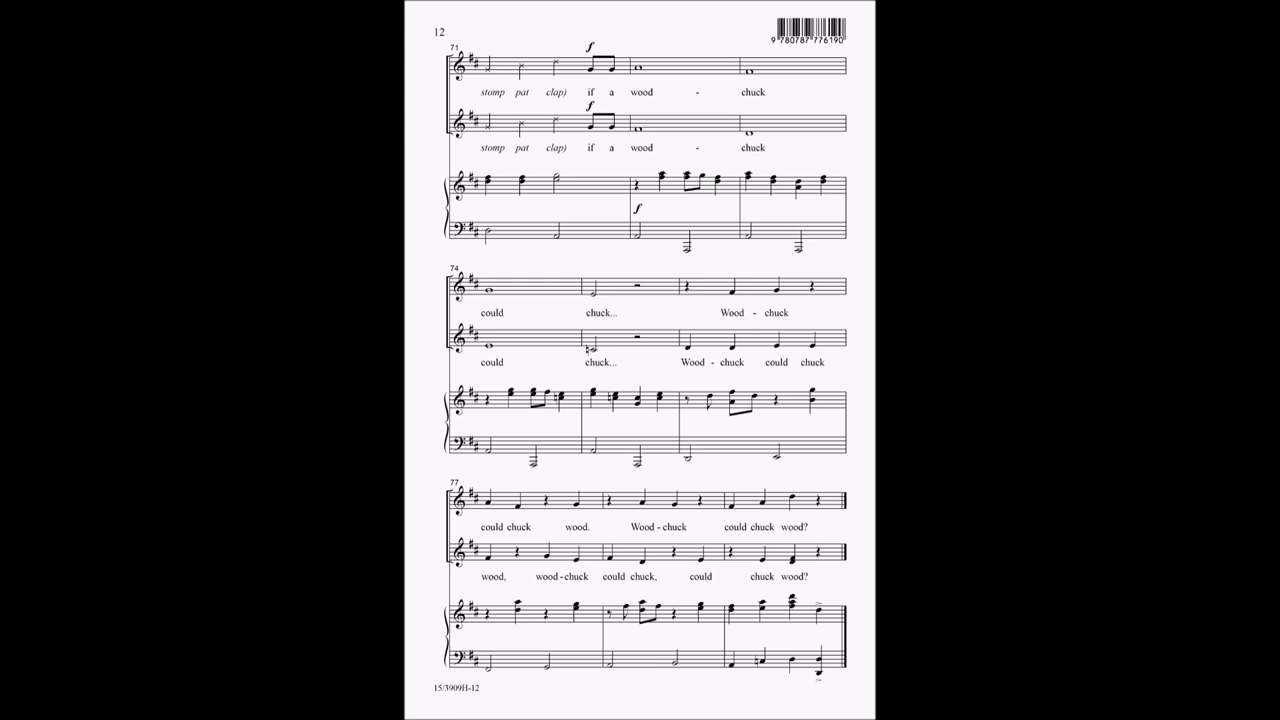 12
9 780787 776190
71
f
stomp pat clap) if a wood - chuck
f
stomp pat clap) if a wood - chuck
f
74
could chuck... Wood - chuck
could chuck... Wood - chuck could chuck
77
could chuck wood. Wood - chuck could chuck wood?
wood, wood - chuck could chuck, could chuck wood?
15/3909H-12